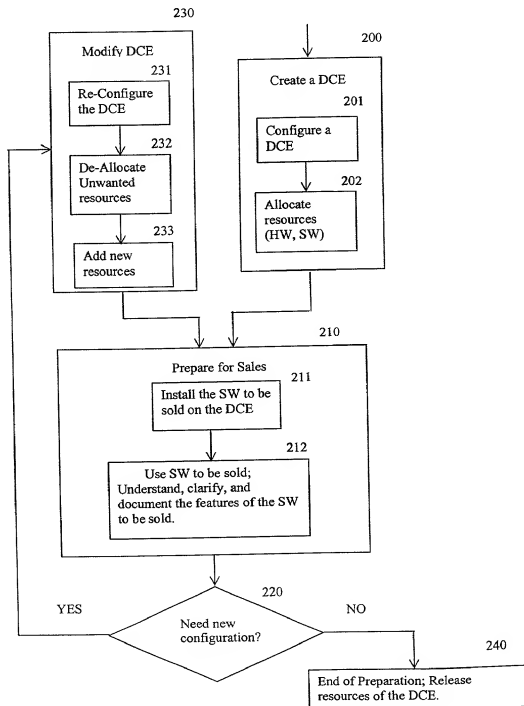 230
Modify DCE
231
Re-Configure
the DCE
232
De-Allocate
Unwanted
resources
233
Add new
resources
200
Create a DCE
201
Configure a
DCE
202
Allocate
resources
(HW, SW)
210
Prepare for Sales
211
Install the SW to be
sold on the DCE
212
Use SW to be sold;
Understand, clarify, and
document the features of the SW
to be sold.
220
YES
NO
Need new
configuration?
240
End of Preparation; Release
resources of the DCE.